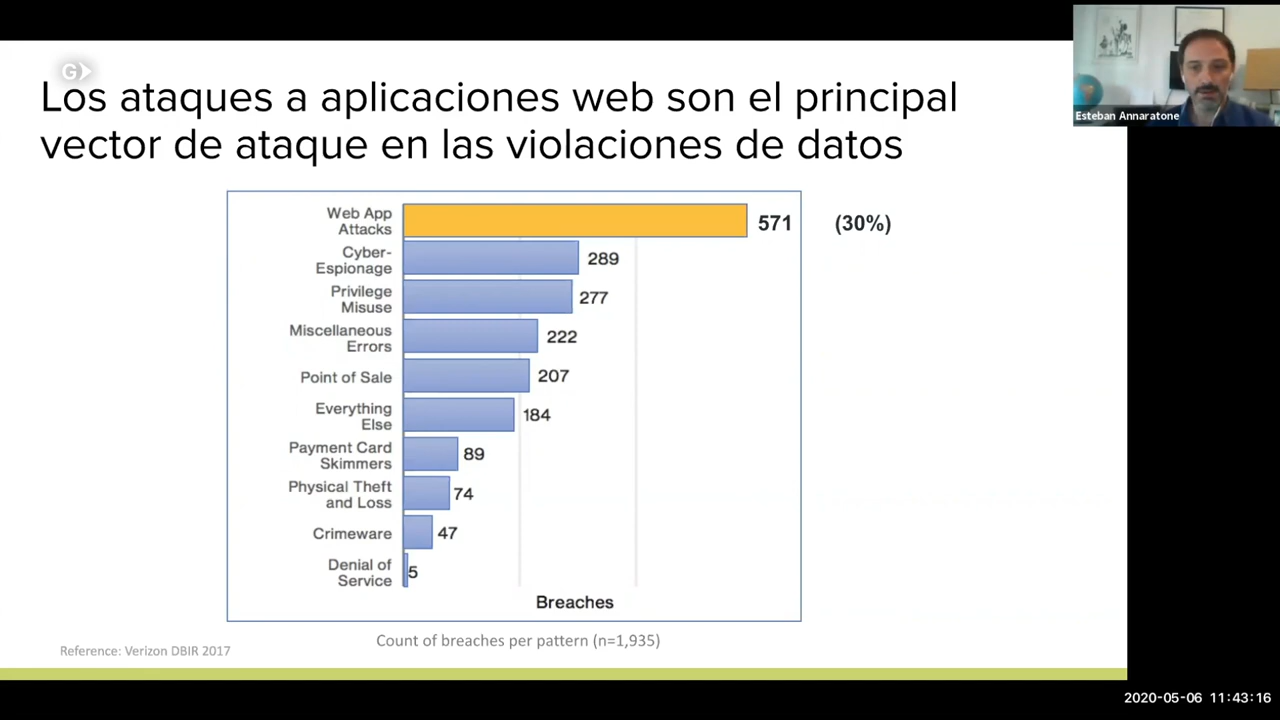 G
Los ataques a aplicaciones web son el principal
vector de ataque en las violaciones de datos
Esteban Annaratone
Web App
Attacks
571
(30%)
Cyber-
Espionage
289
Privilege
Misuse
277
Miscellaneous
Errors
222
Point of Sale
207
Everything
Else
184
Payment Card
Skimmers
89
Physical Theft
and Loss
74
Crimeware
47
Denial of
Service
5
Breaches
Count of breaches per pattern (n=1,935)
Reference: Verizon DBIR 2017
2020-05-06 11:43:16